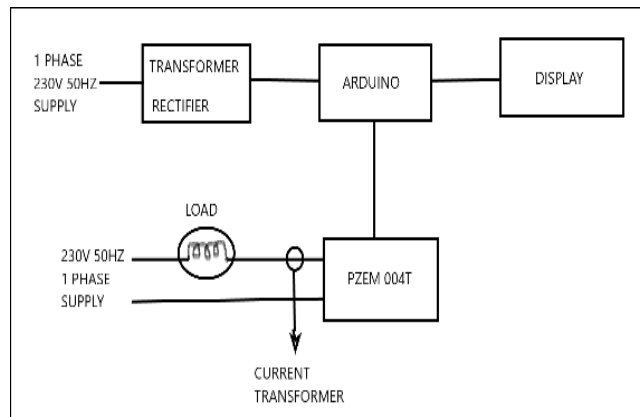 1 PHASE
230V 50HZ
SUPPLY
TRANSFORMER
RECTIFIER
ARDUINO
DISPLAY
LOAD
230V 50HZ
1 PHASE
SUPPLY
PZEM 004T
CURRENT
TRANSFORMER